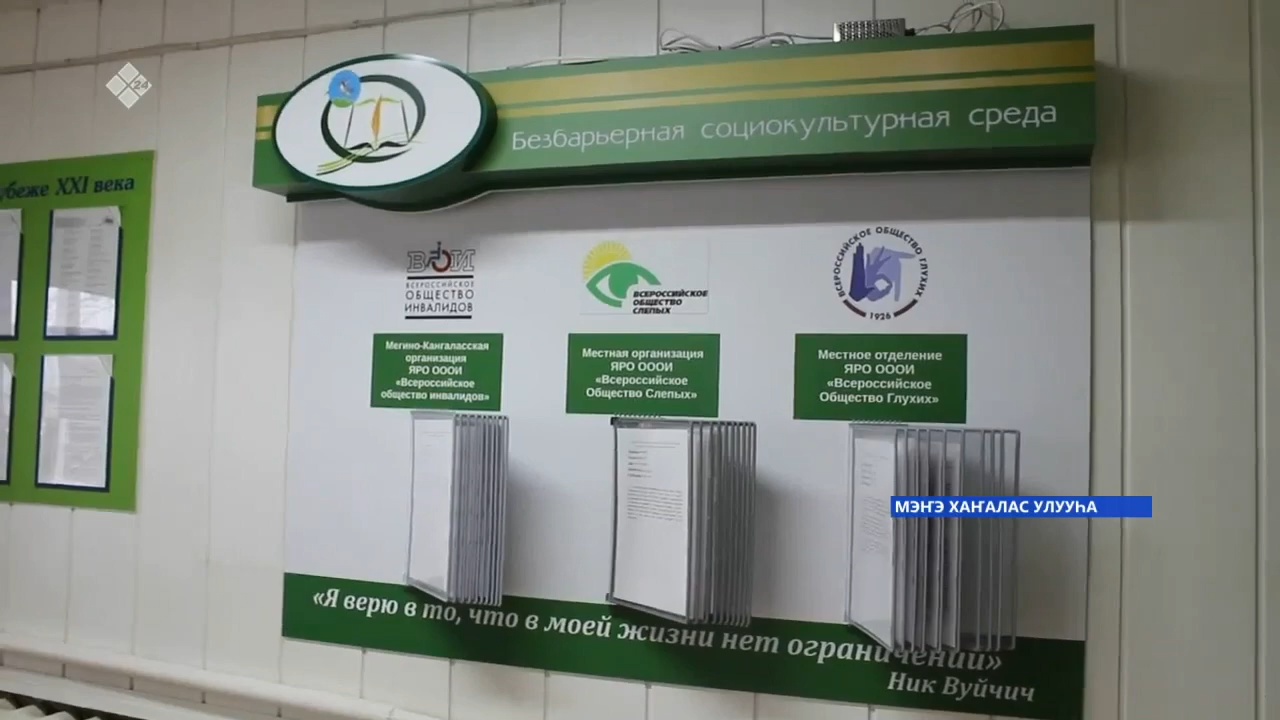 24
Безбарьерная социокультурная среда
века
XXI
ВОИ
ВСЕРОССИЙСКОЕ
ОБЩЕСТВО
ИНВАЛИДОВ
ВСЕРОССИЙСКОЕ
ОБЩЕСТВО
СЛЕПЫХ
ВСЕРОССИЙСКОЕ ОБЩЕСТВО ГЛУХИХ
1926
Мегино-Кангаласская
организация
ЯРО ОООИ
«Всероссийское
общество инвалидов»
Местная организация
ЯРО ОООИ
«Всероссийское
Общество Слепых»
Местное отделение
ЯРО ОООИ
«Всероссийское
Общество Глухих»
МЭҤЭ ХАҤАЛАС УЛУУҺА
«Я верю в то, что в моей жизни нет ограничений»
Ник Вуйчич